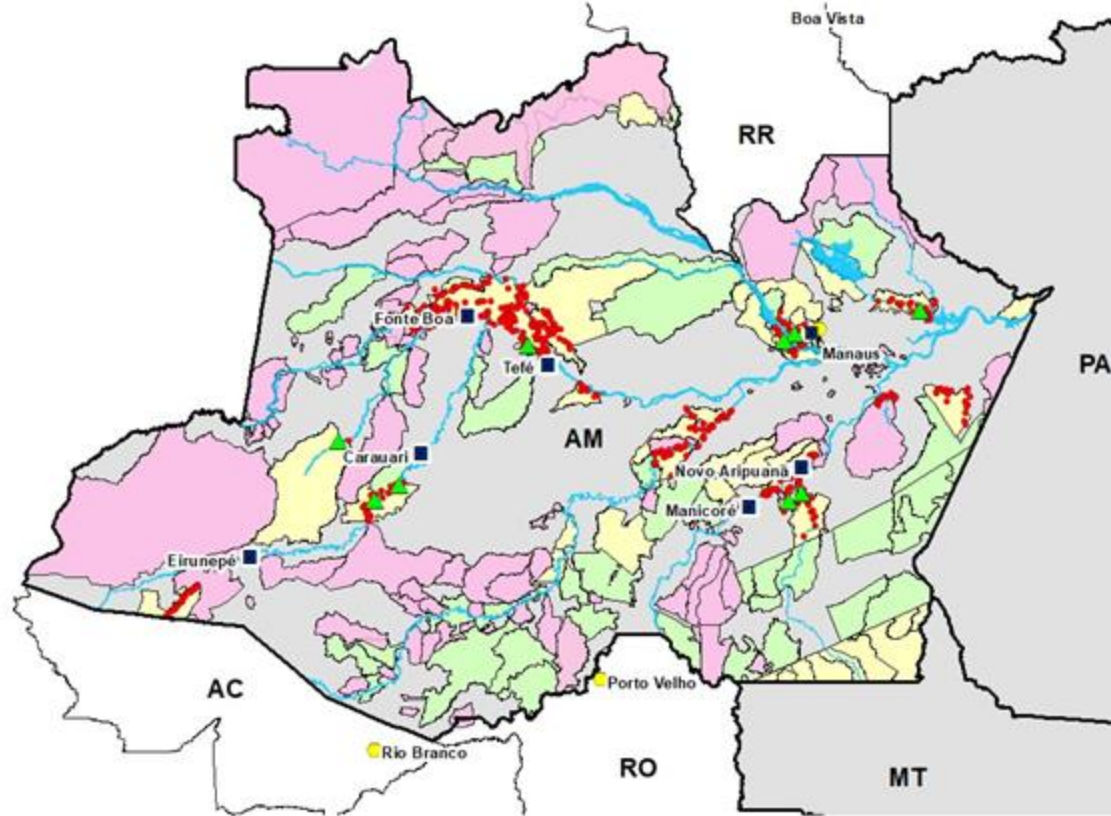 Boa Vista
RR
PA
Fonte Boa
Manaus
Tefé
AM
Carauari
Novo Aripuanã
Manicoré
Eirunepé
AC
Porto Velho
Rio Branco
RO
MT